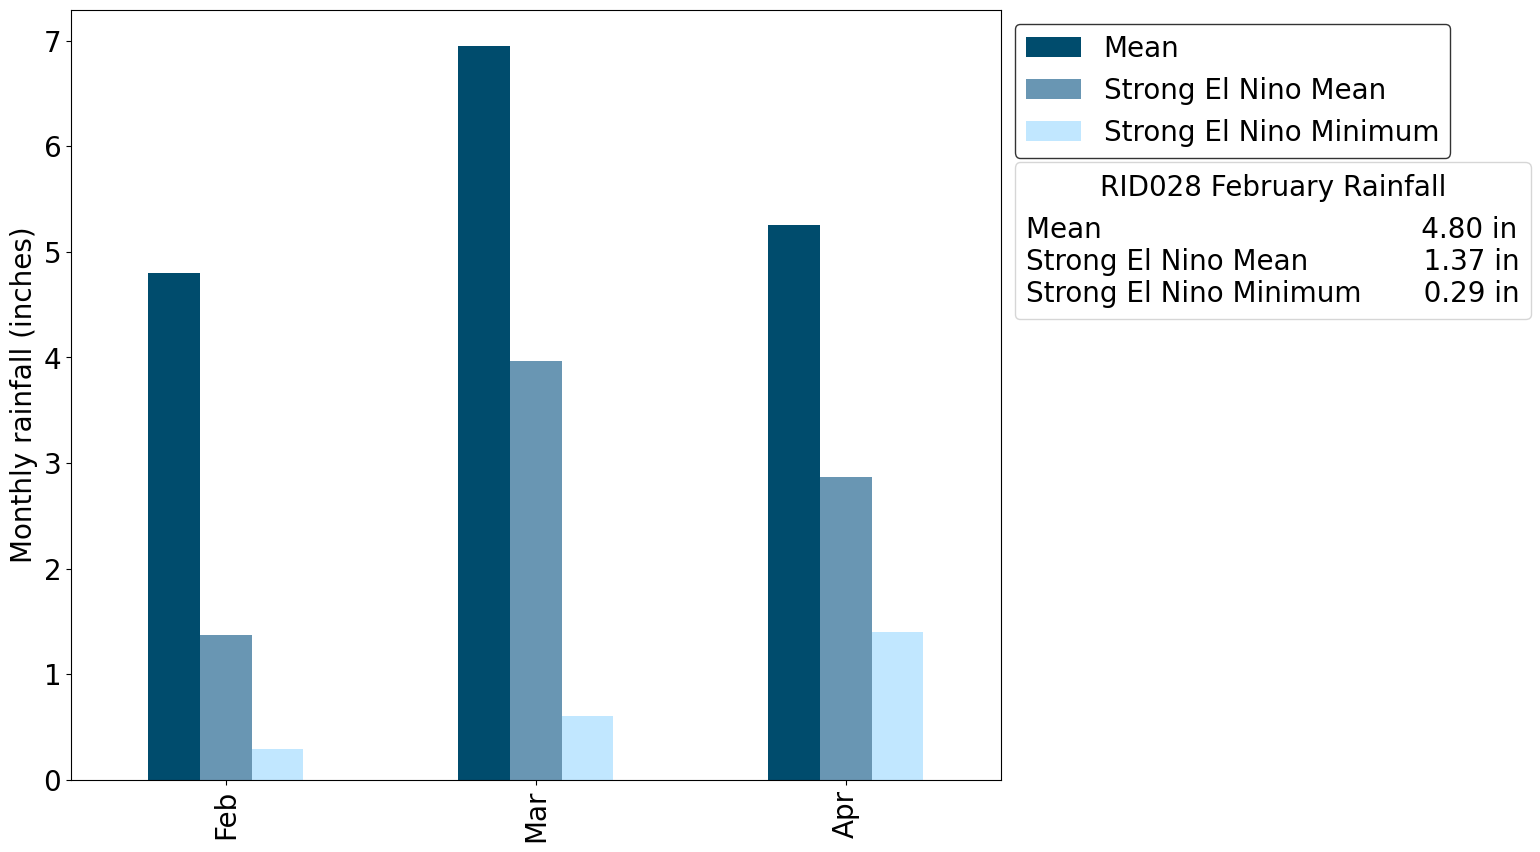 7
6
5
4
3
2
1
0
Monthly rainfall (inches)
Feb
Mar
Apr
Mean
Strong El Nino Mean
Strong El Nino Minimum
RID028 February Rainfall
Mean 4.80 in
Strong El Nino Mean 1.37 in
Strong El Nino Minimum 0.29 in